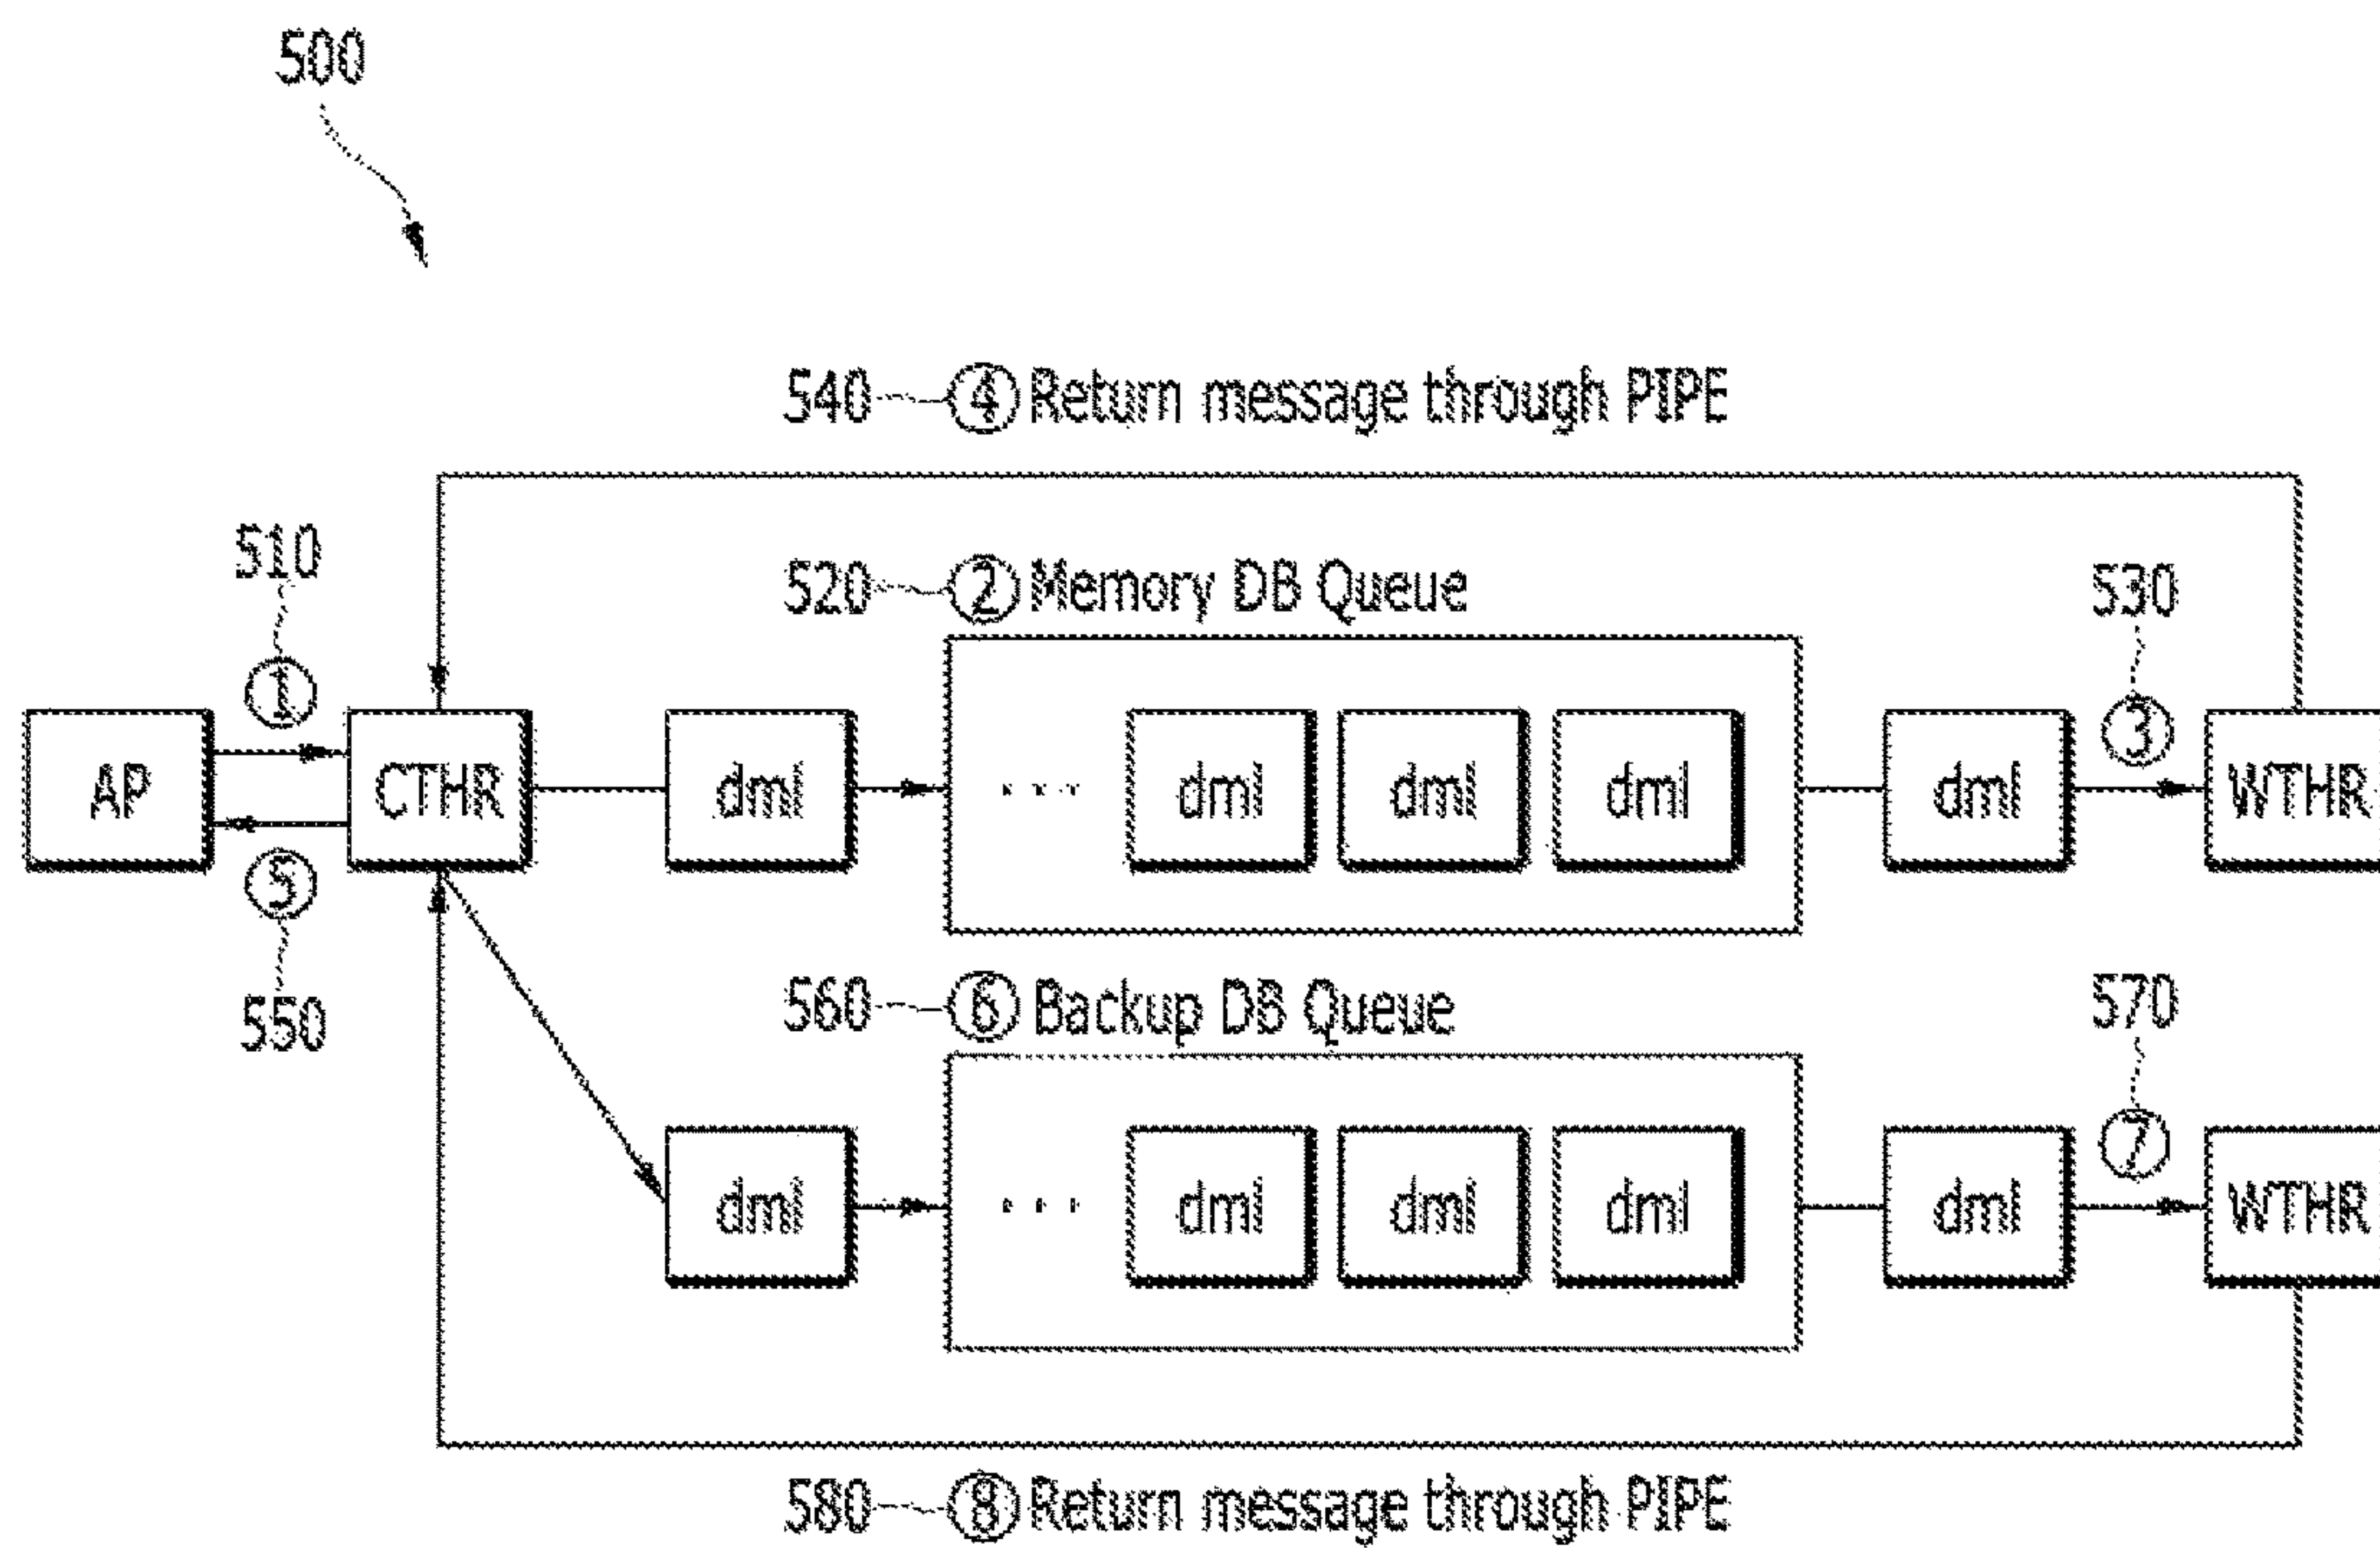 500
540 ④ Return message through PIPE
510
520 ② Memory DB Queue
530
①
③
AP
CTHR
dml
... dml dml dml
dml
WTHR
⑤
550
560 ⑥ Backup DB Queue
570
⑦
dml
... dml dml dml
dml
WTHR
580 ⑧ Return message through PIPE